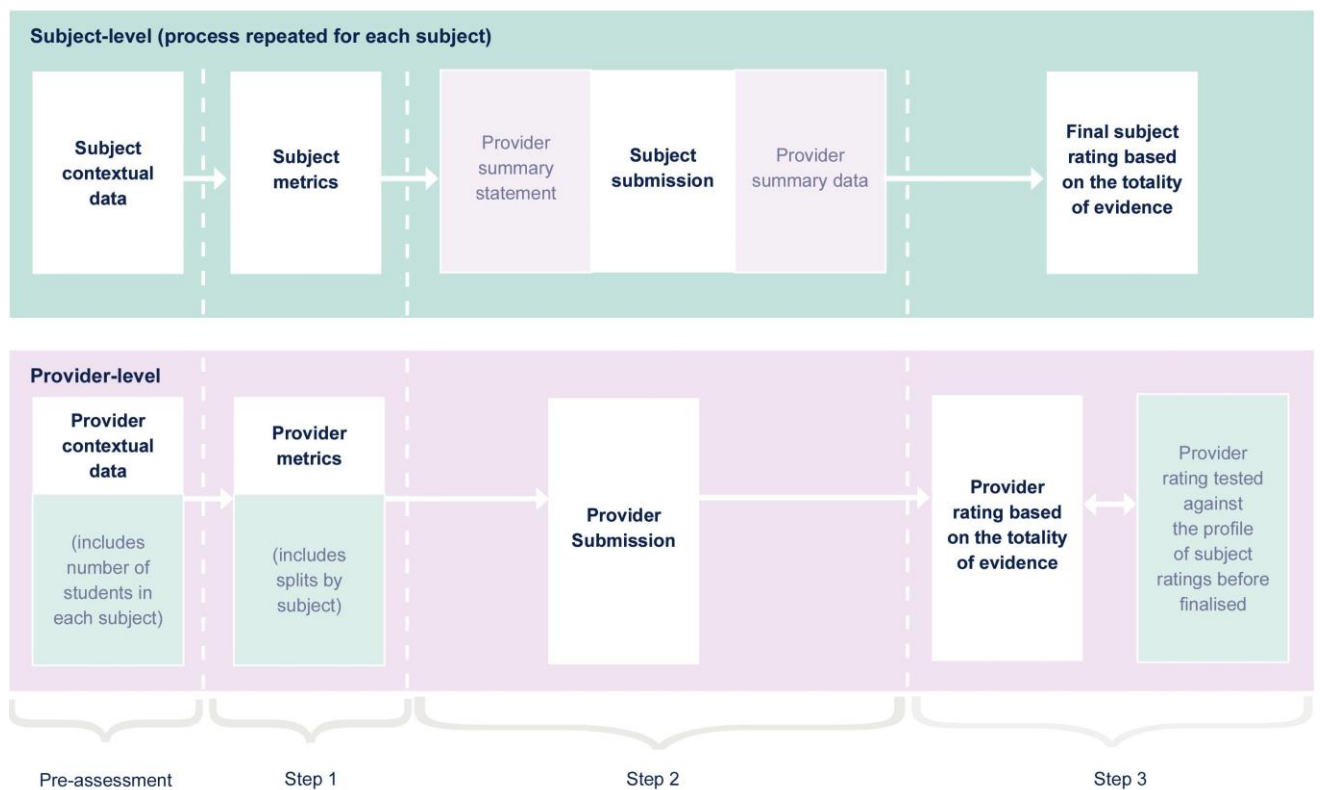 Subject-level (process repeated for each subject)
Subject
contextual
data
Subject
metrics
Provider
summary
statement
Subject
submission
Provider
summary data
Final subject
rating based
on the totality
of evidence
Provider-level
Provider
contextual
data
(includes
number of
students in
each subject)
Provider
metrics
(includes
splits by
subject)
Provider
Submission
Provider
rating based
on the totality
of evidence
Provider
rating tested
against
the profile
of subject
ratings before
finalised
Pre-assessment
Step 1
Step 2
Step 3